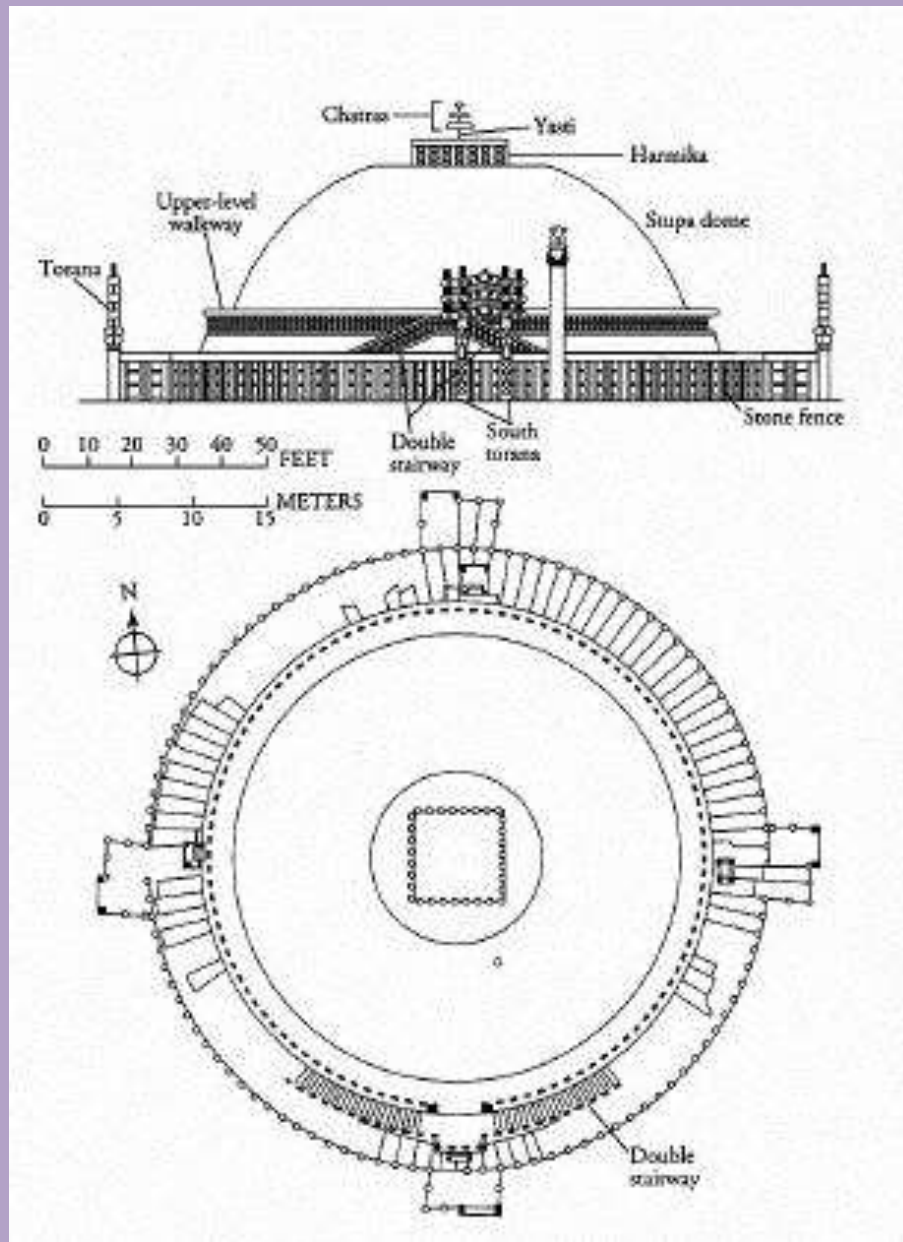 Chatras
Yasti
Harmika
Upper-level
walkway
Stupa dome
Torana
Stone fence
Double
stairway
South
torana
0 10 20 30 40 50
FEET
METERS
0 5 10 15
N
Double
stairway